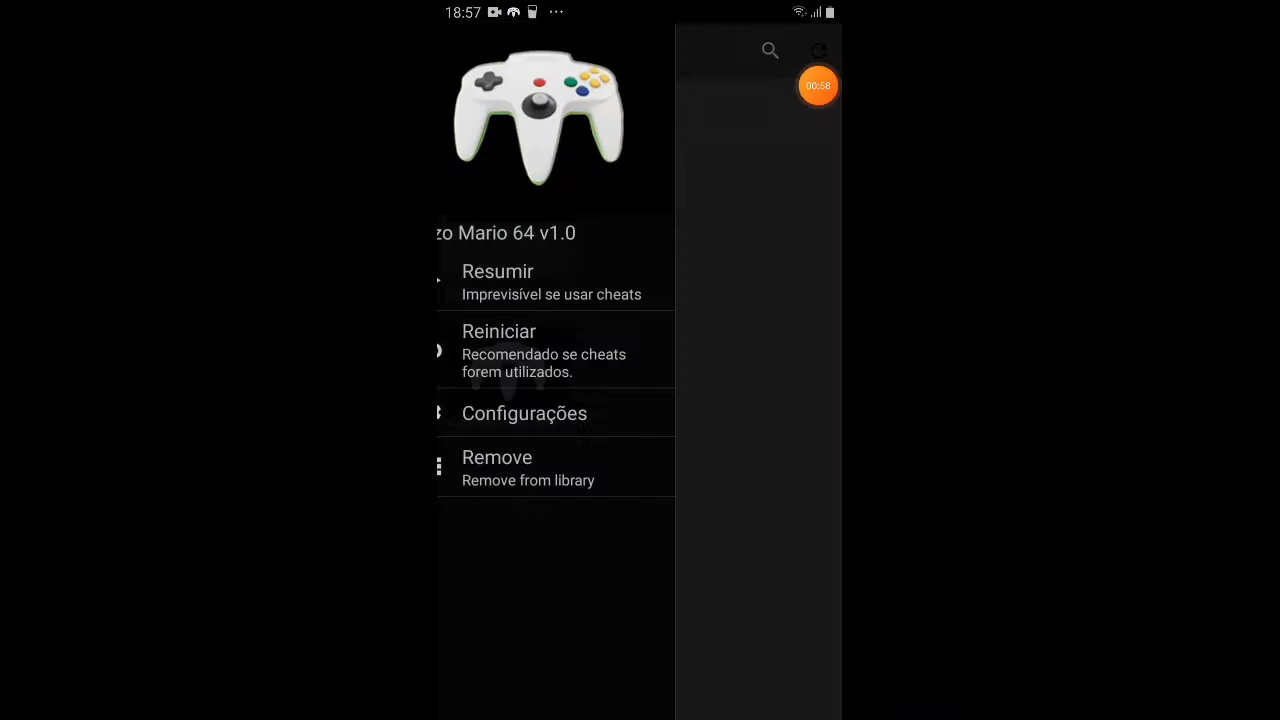 18:57
00:58
zo Mario 64 v1.0
Resumir
Imprevisível se usar cheats
Reiniciar
Recomendado se cheats
forem utilizados.
Configurações
Remove
Remove from library